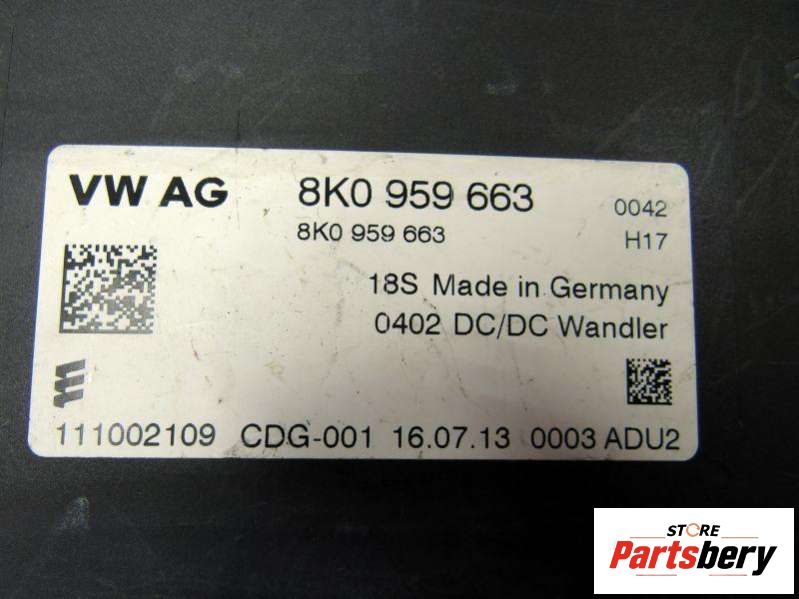 VW AG 8K0 959 663 0042
8K0 959 663 H17
18S Made in Germany
0402 DC/DC Wandler
111002109 CDG-001 16.07.13 0003 ADU2
STORE
Partsbery